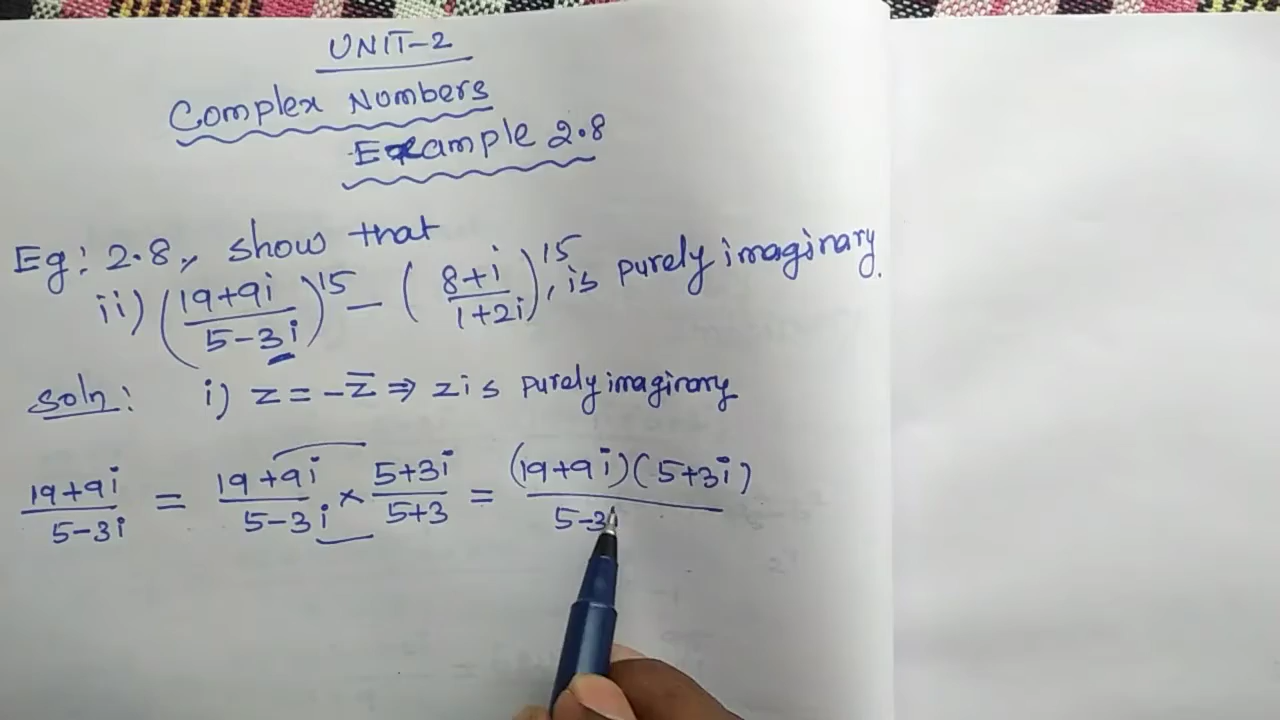 UNIT-2
Complex Numbers
Example 2.8
Eg: 2.8, show that
ii) (19+9i / 5-3i)^15 - (8+i / 1+2i)^15, is purely imaginary.
Soln: i) z = -z̅ ⇒ z is purely imaginary
19+9i / 5-3i = 19+9i / 5-3i × 5+3i / 5+3 = (19+9i)(5+3i) / 5-3i